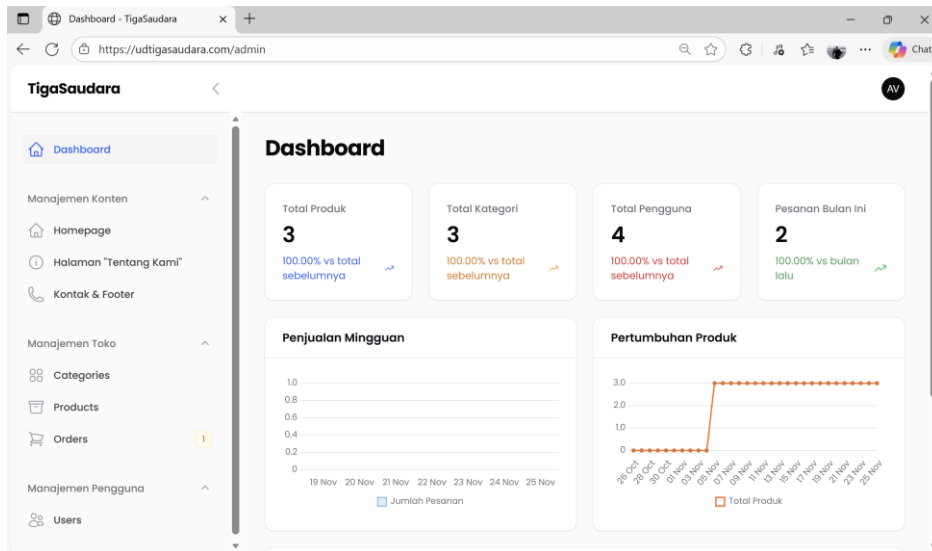 Dashboard - TigaSaudara
https://udtigasaudara.com/admin
Chat
TigaSaudara
AV
Dashboard
Manajemen Konten
Homepage
Halaman "Tentang Kami"
Kontak & Footer
Manajemen Toko
Categories
Products
Orders 1
Manajemen Pengguna
Users
Dashboard
Total Produk
3
100.00% vs total
sebelumnya
Total Kategori
3
100.00% vs total
sebelumnya
Total Pengguna
4
100.00% vs total
sebelumnya
Pesanan Bulan Ini
2
100.00% vs bulan
lalu
Penjualan Mingguan
1.0
0.8
0.6
0.4
0.2
0
19 Nov 20 Nov 21 Nov 22 Nov 23 Nov 24 Nov 25 Nov
Jumlah Pesanan
Pertumbuhan Produk
3.0
2.0
1.0
0
26 Oct 28 Oct 30 Oct 01 Nov 03 Nov 05 Nov 07 Nov 09 Nov 11 Nov 13 Nov 15 Nov 17 Nov 19 Nov 21 Nov 23 Nov 25 Nov
Total Produk